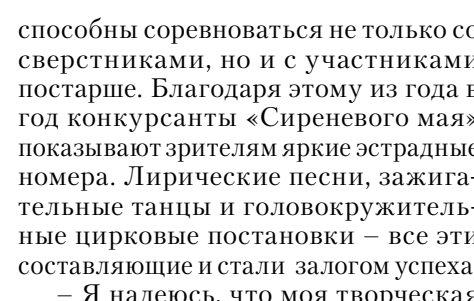 способны соревноваться не только со
сверстниками, но и с участниками
постарше. Благодаря этому из года в
год конкурсанты «Сиреневого мая»
показывают зрителям яркие эстрадные
номера. Лирические песни, зажига-
тельные танцы и головокружитель-
ные цирковые постановки – все эти
составляющие и стали залогом успеха.
– Я надеюсь, что моя творческая